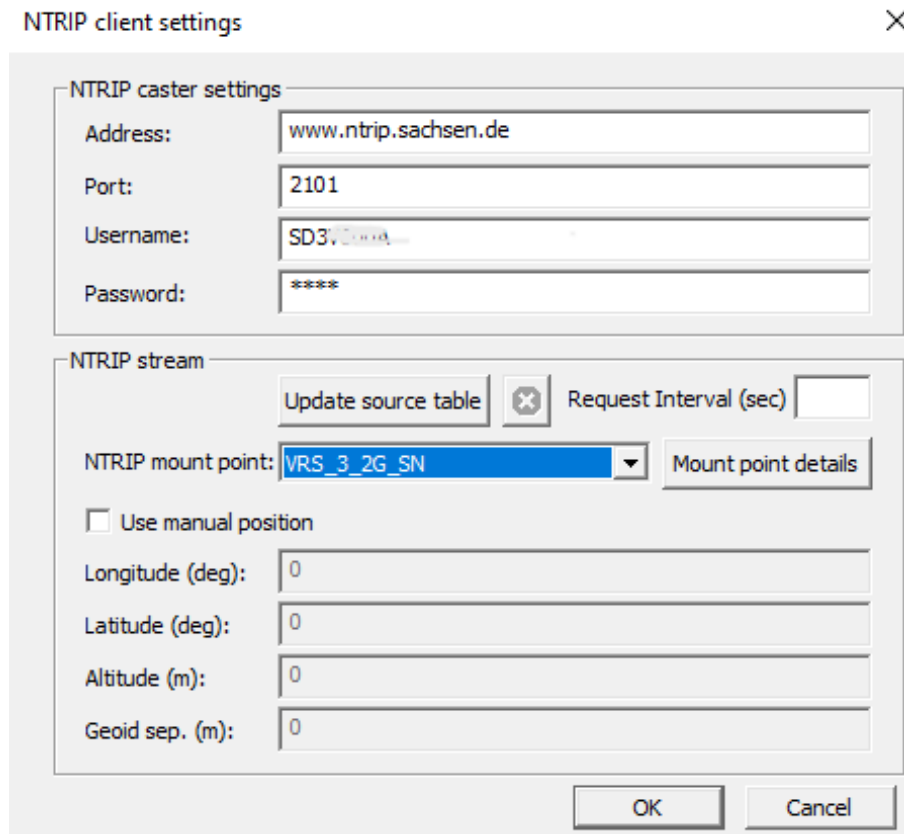 NTRIP client settings
NTRIP caster settings
Address: www.ntrip.sachsen.de
Port: 2101
Username:
Password: ****
NTRIP stream
Update source table Request Interval (sec)
NTRIP mount point: VRS_3_2G_SN Mount point details
Use manual position
Longitude (deg): 0
Latitude (deg): 0
Altitude (m): 0
Geoid sep. (m): 0
OK Cancel